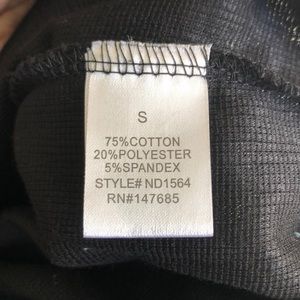 S
75%COTTON
20%POLYESTER
5%SPANDEX
STYLE# ND1564
RN#147685